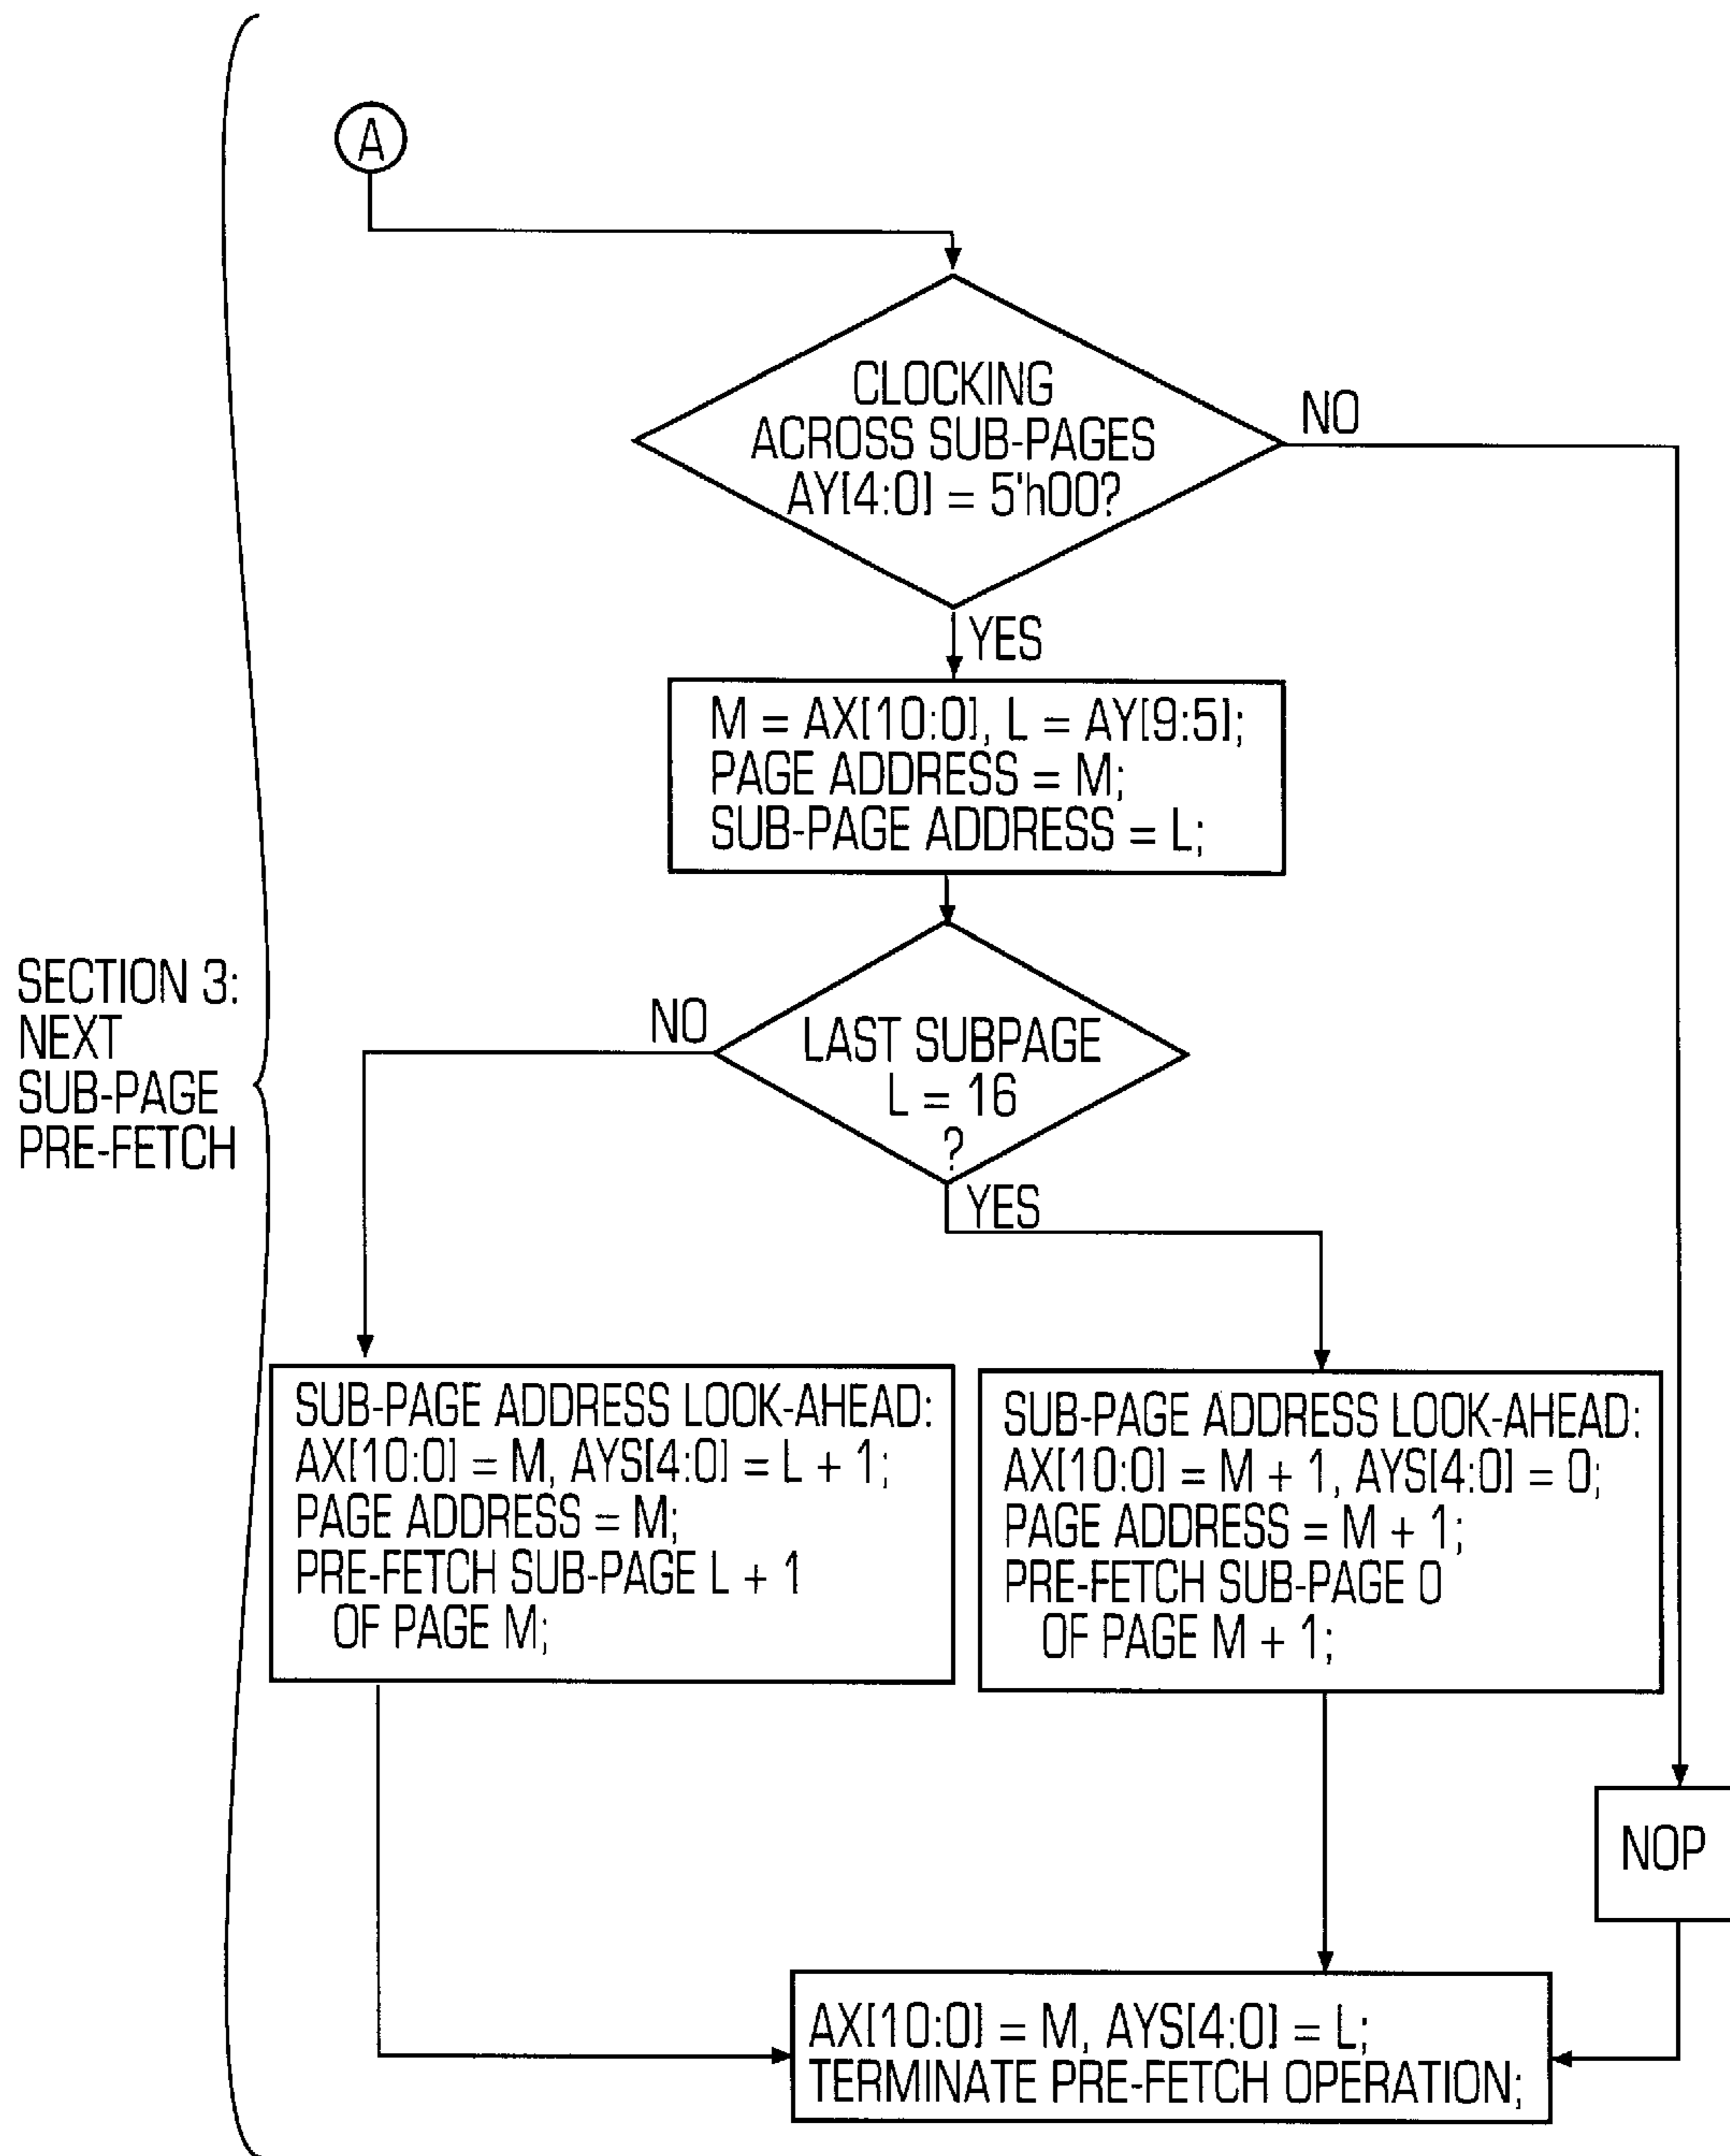 A
CLOCKING
ACROSS SUB-PAGES
AY[4:0] = 5'h00?
NO
YES
M = AX[10:0], L = AY[9:5];
PAGE ADDRESS = M;
SUB-PAGE ADDRESS = L;
SECTION 3:
NEXT
SUB-PAGE
PRE-FETCH
NO
LAST SUBPAGE
L = 16
?
YES
SUB-PAGE ADDRESS LOOK-AHEAD:
AX[10:0] = M, AYS[4:0] = L + 1;
PAGE ADDRESS = M;
PRE-FETCH SUB-PAGE L + 1
OF PAGE M;
SUB-PAGE ADDRESS LOOK-AHEAD:
AX[10:0] = M + 1, AYS[4:0] = 0;
PAGE ADDRESS = M + 1;
PRE-FETCH SUB-PAGE 0
OF PAGE M + 1;
NOP
AX[10:0] = M, AYS[4:0] = L;
TERMINATE PRE-FETCH OPERATION;